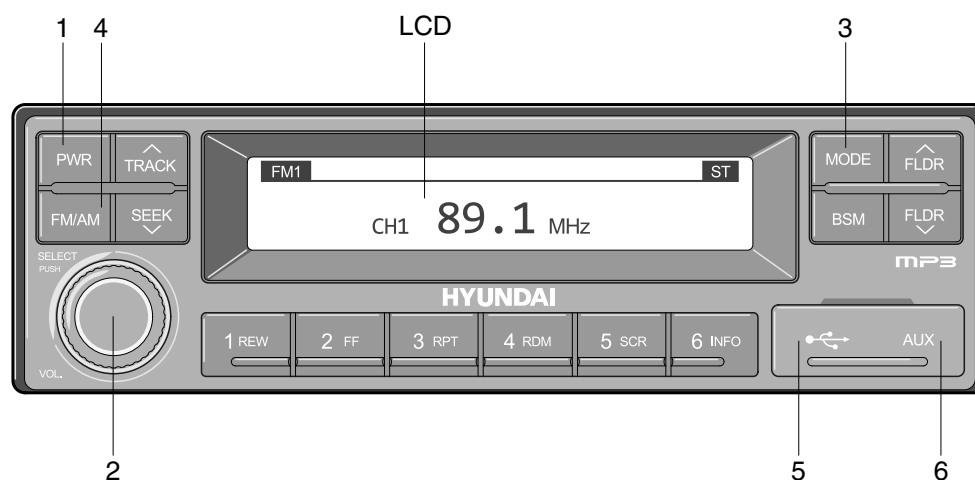 1 4 LCD 3
PWR TRACK
FM/AM SEEK
SELECT
PUSH
VOL.
FM1 ST
CH1 89.1 MHz
HYUNDAI
1 REW 2 FF 3 RPT 4 RDM 5 SCR 6 INFO
MODE FLDR
BSM FLDR
MP3
AUX
2 5 6